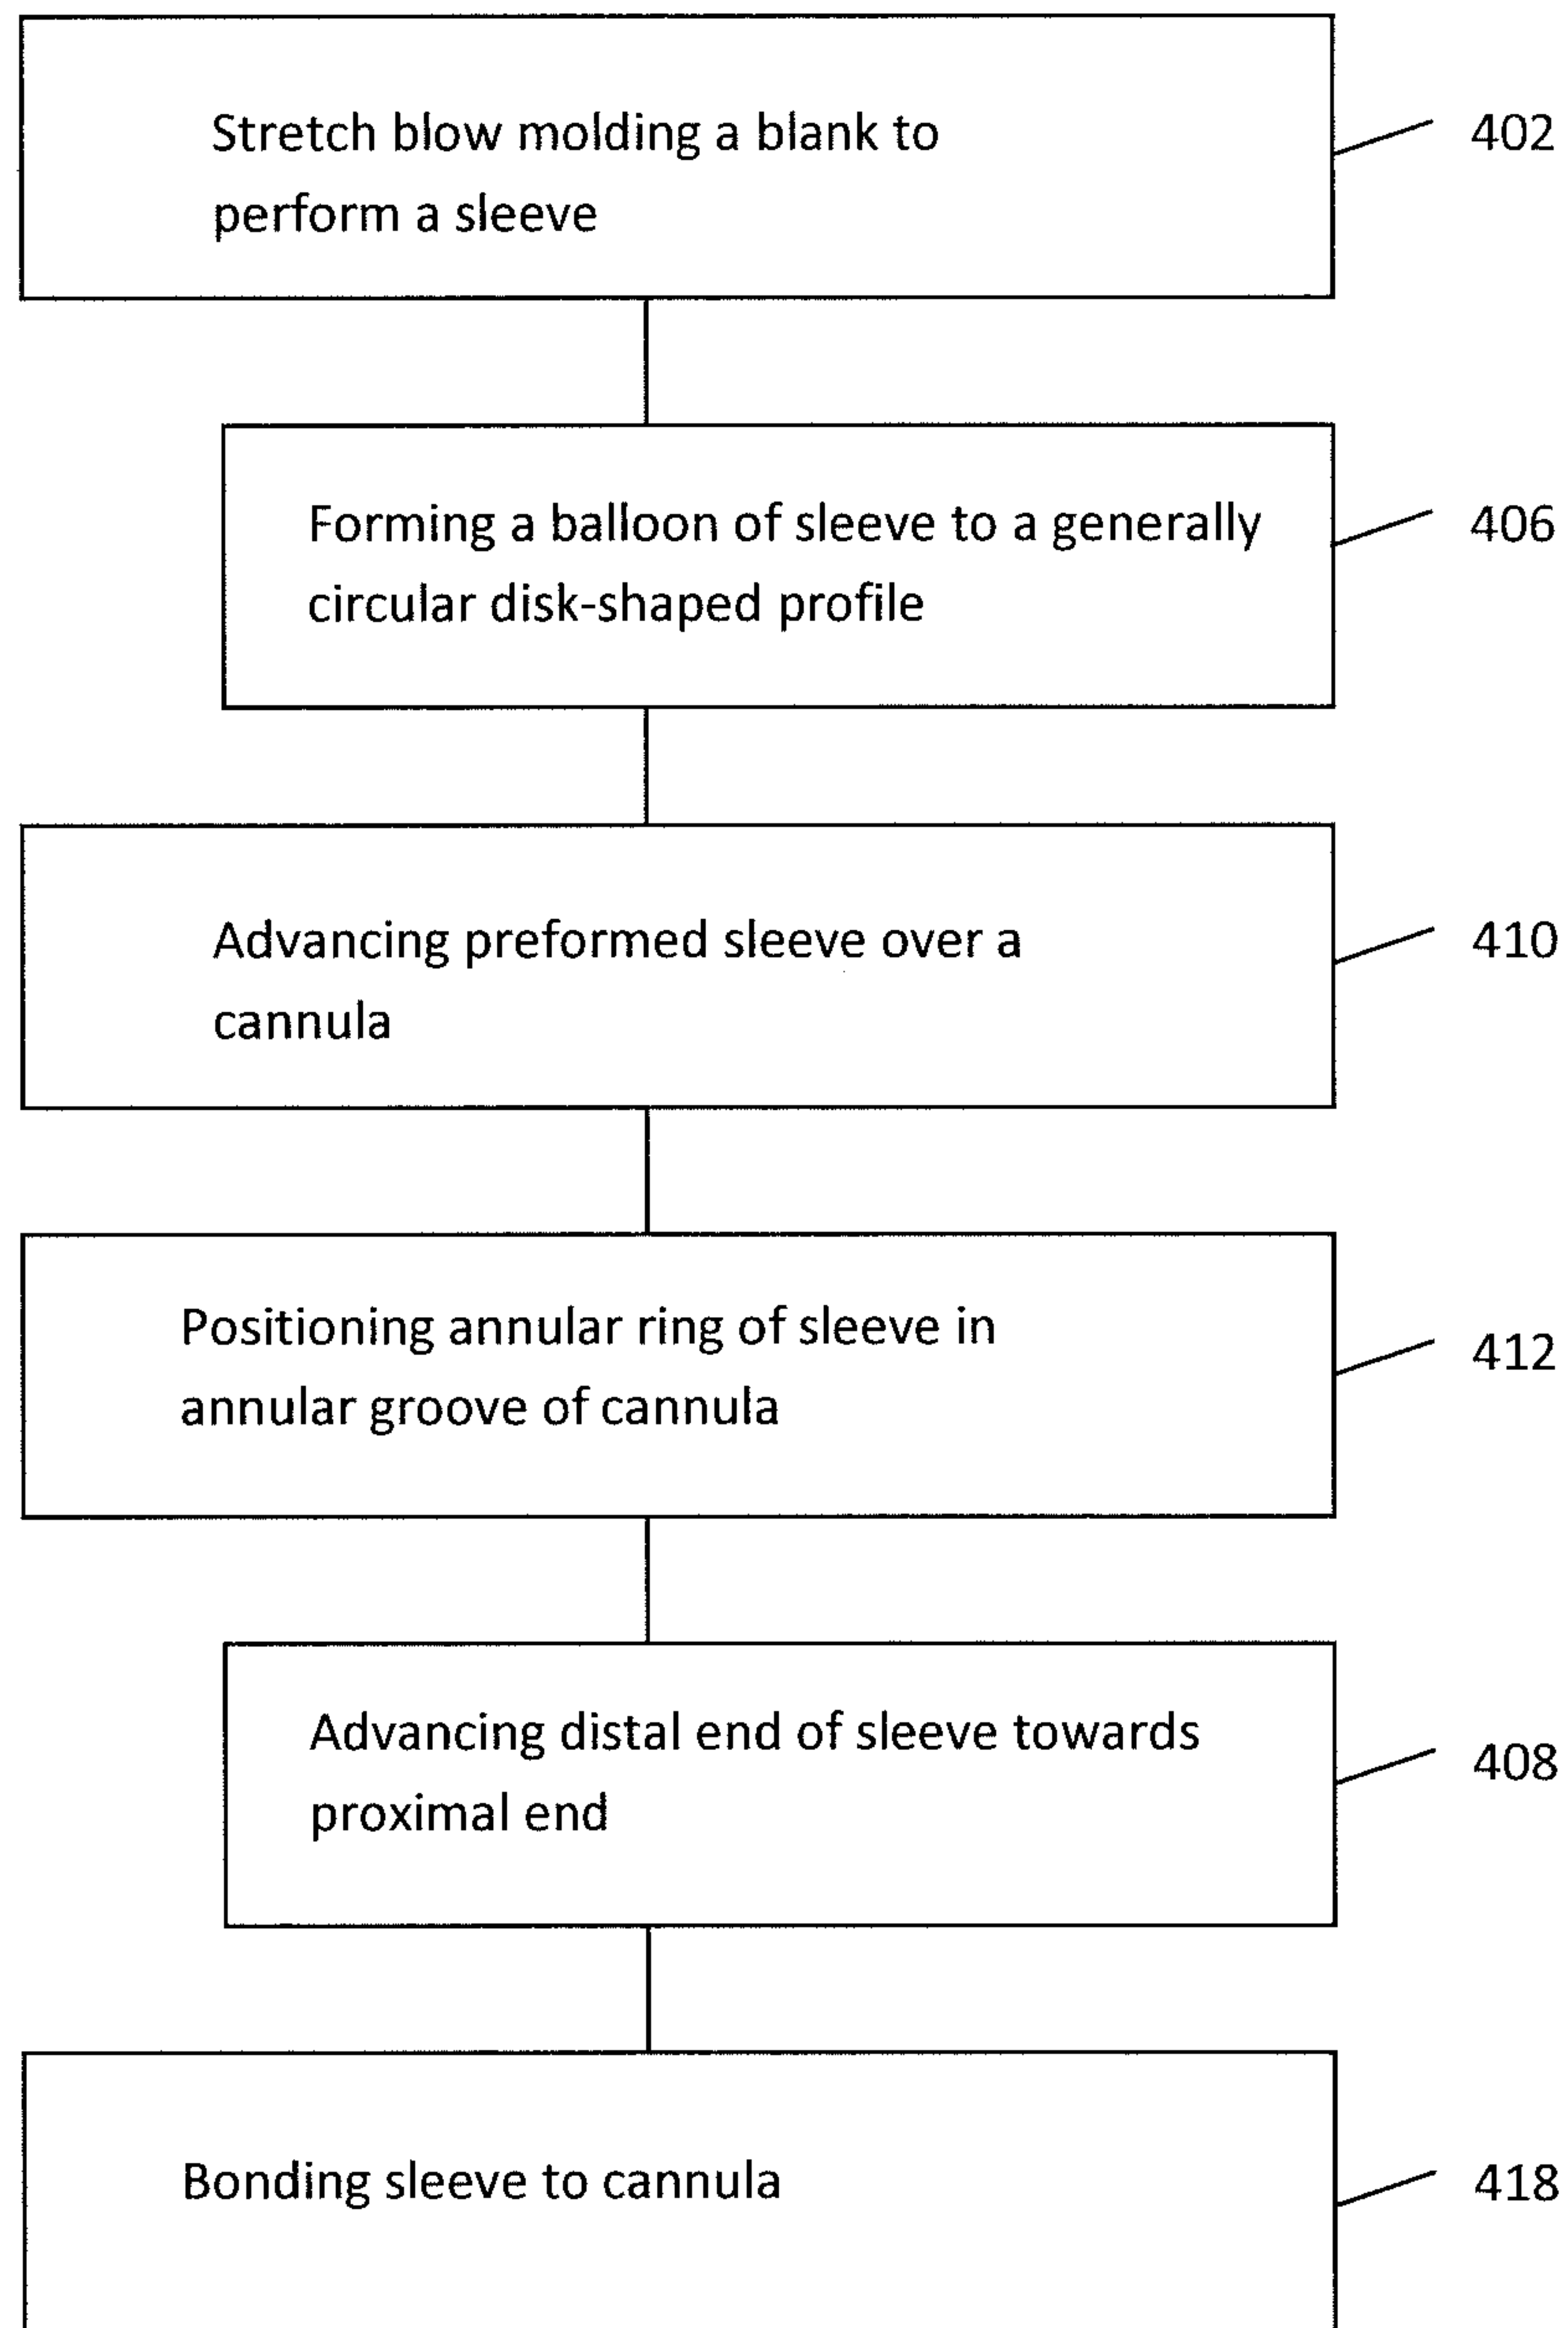 Stretch blow molding a blank to
perform a sleeve
402
Forming a balloon of sleeve to a generally
circular disk-shaped profile
406
Advancing preformed sleeve over a
cannula
410
Positioning annular ring of sleeve in
annular groove of cannula
412
Advancing distal end of sleeve towards
proximal end
408
Bonding sleeve to cannula
418